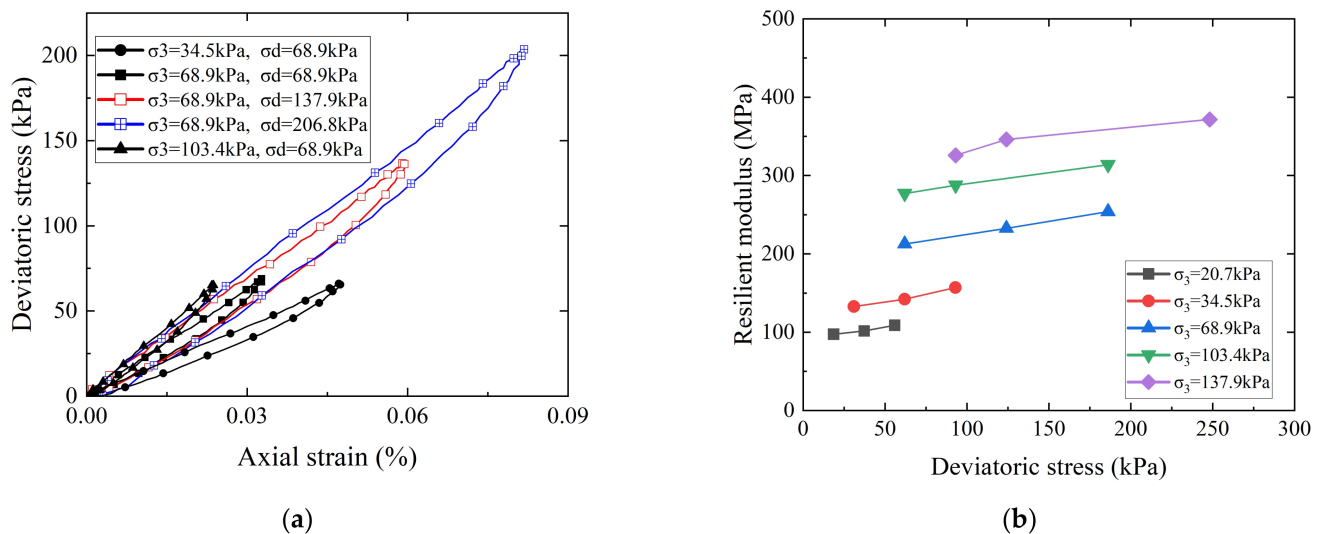 200
150
100
50
0
0.00
0.03
0.06
0.09
Deviatoric stress (kPa)
Axial strain (%)
σ3=34.5kPa, σd=68.9kPa
σ3=68.9kPa, σd=68.9kPa
σ3=68.9kPa, σd=137.9kPa
σ3=68.9kPa, σd=206.8kPa
σ3=103.4kPa, σd=68.9kPa
(a)
500
400
300
200
100
0
0
50
100
150
200
250
300
Resilient modulus (MPa)
Deviatoric stress (kPa)
σ₃=20.7kPa
σ₃=34.5kPa
σ₃=68.9kPa
σ₃=103.4kPa
σ₃=137.9kPa
(b)